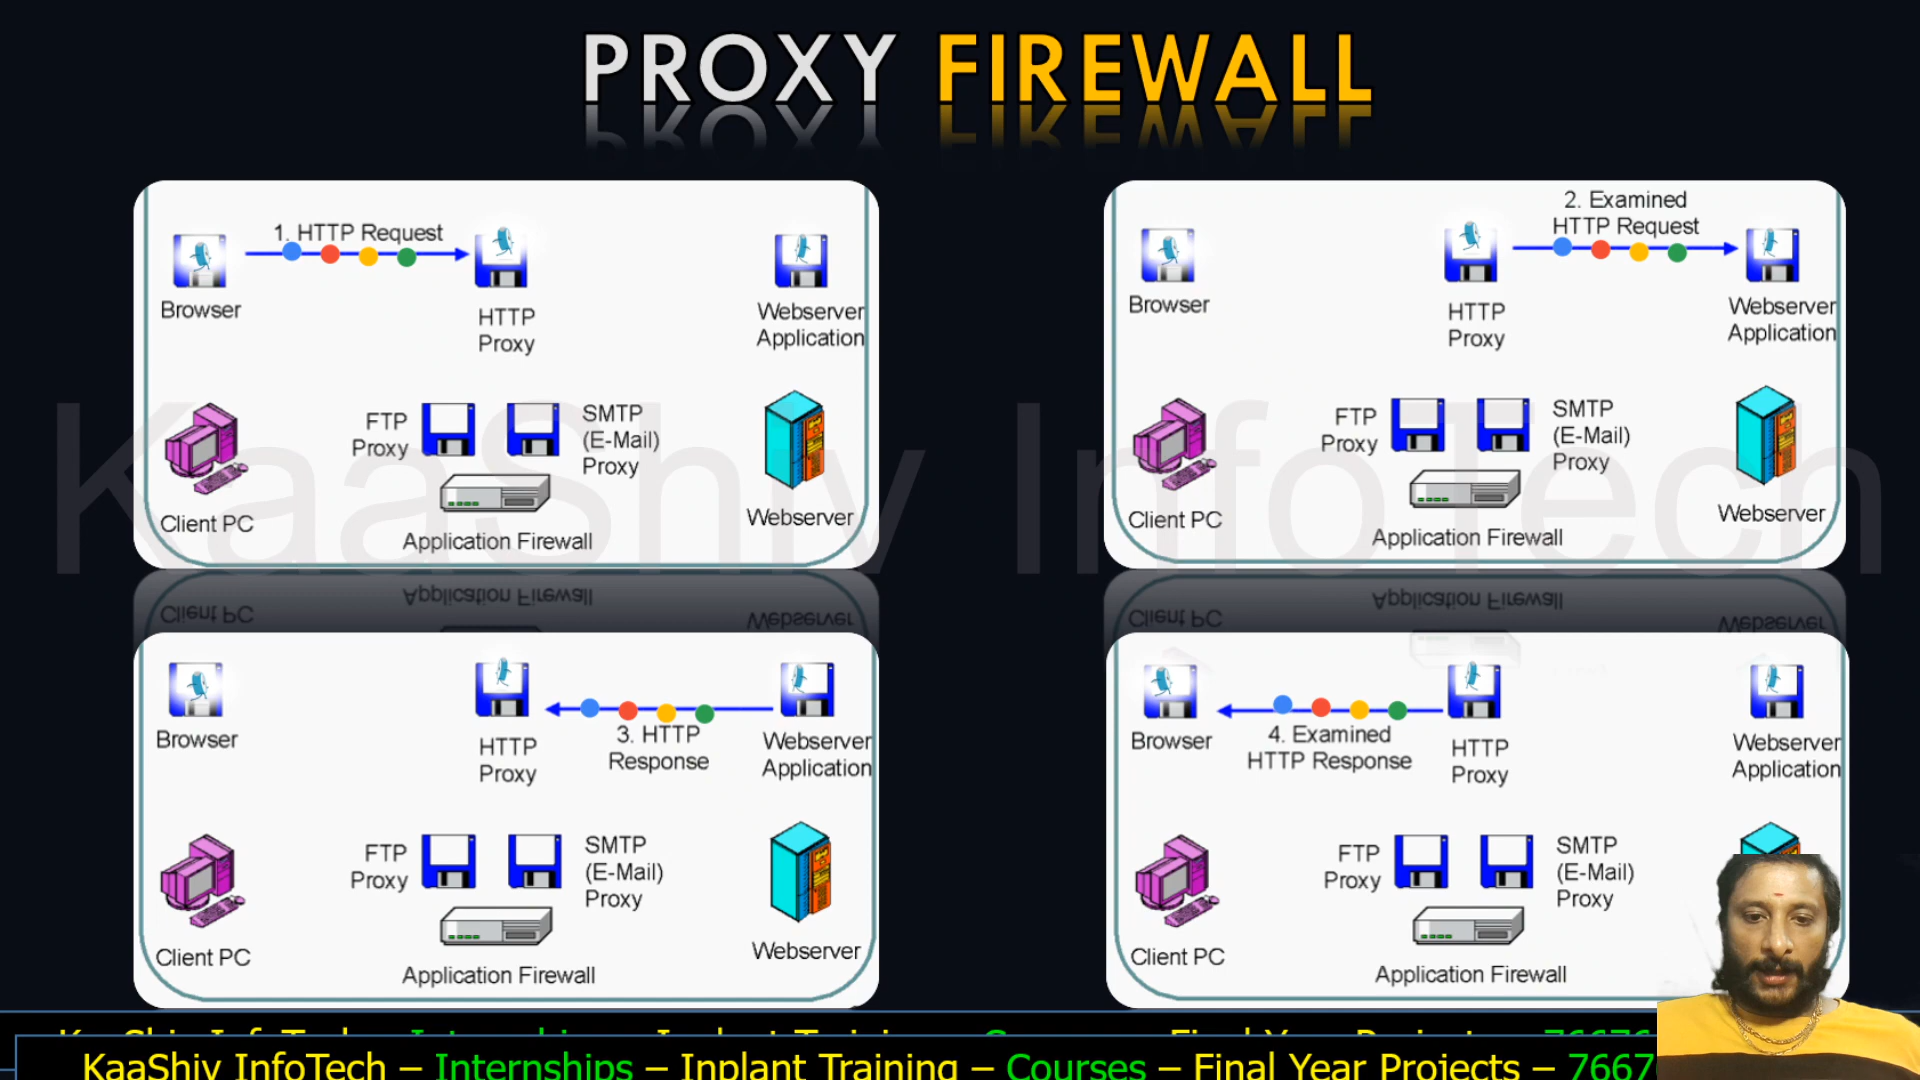 PROXY FIREWALL
1. HTTP Request
Browser
HTTP
Proxy
Webserver
Application
FTP
Proxy
SMTP
(E-Mail)
Proxy
Client PC
Application Firewall
Webserver
2. Examined
HTTP Request
Browser
HTTP
Proxy
Webserver
Application
FTP
Proxy
SMTP
(E-Mail)
Proxy
Client PC
Application Firewall
Webserver
KaaShiv InfoTech
3. HTTP
Response
Browser
HTTP
Proxy
Webserver
Application
FTP
Proxy
SMTP
(E-Mail)
Proxy
Client PC
Application Firewall
Webserver
4. Examined
HTTP Response
Browser
HTTP
Proxy
Webserver
Application
FTP
Proxy
SMTP
(E-Mail)
Proxy
Client PC
Application Firewall
KaaShiv InfoTech – Internships – Inplant Training – Courses – Final Year Projects – 7667